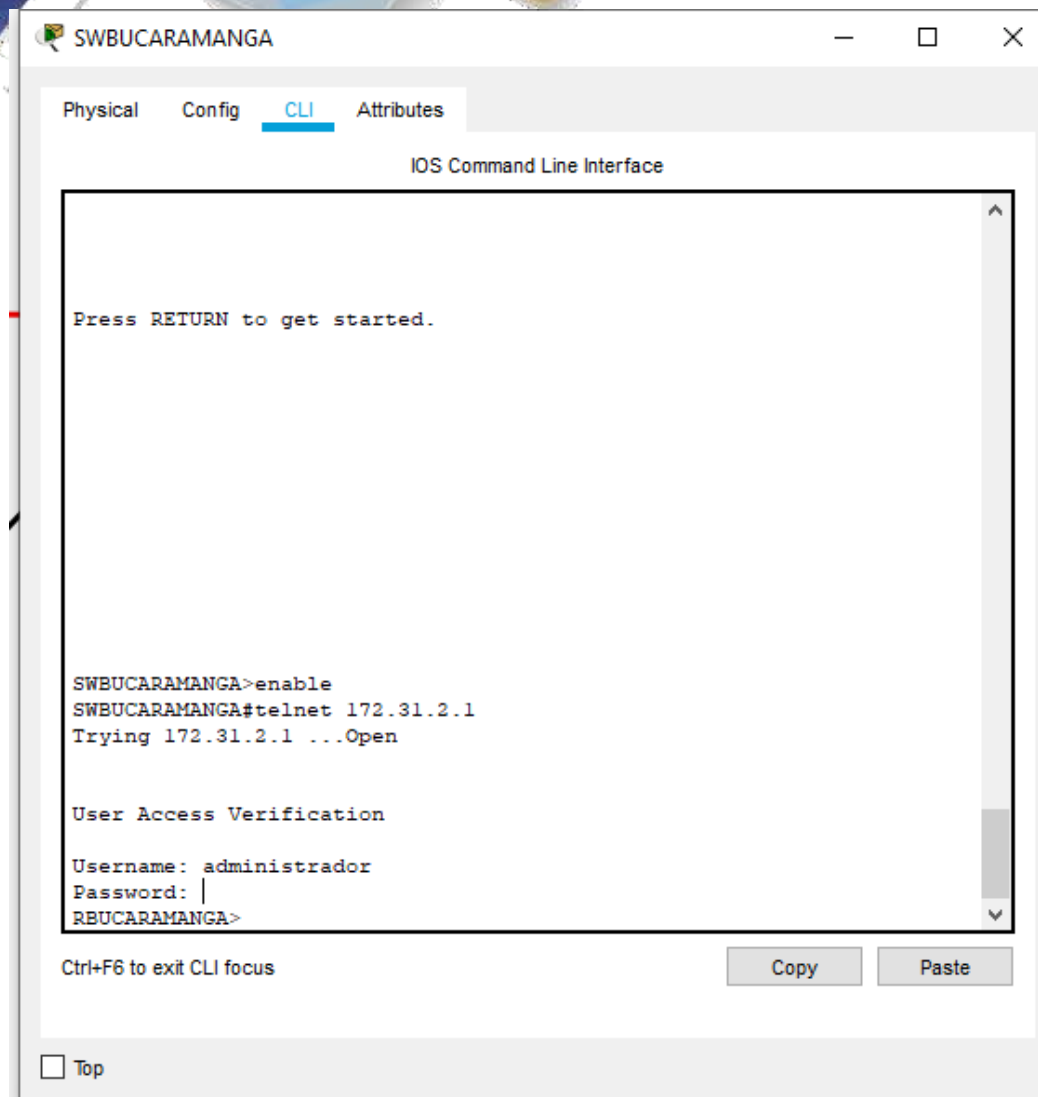 SWBUCARAMANGA
Physical Config CLI Attributes
IOS Command Line Interface
Press RETURN to get started.
SWBUCARAMANGA>enable
SWBUCARAMANGA#telnet 172.31.2.1
Trying 172.31.2.1 ...Open
User Access Verification
Username: administrador
Password:
RBUCARAMANGA>
Ctrl+F6 to exit CLI focus
Copy Paste
Top